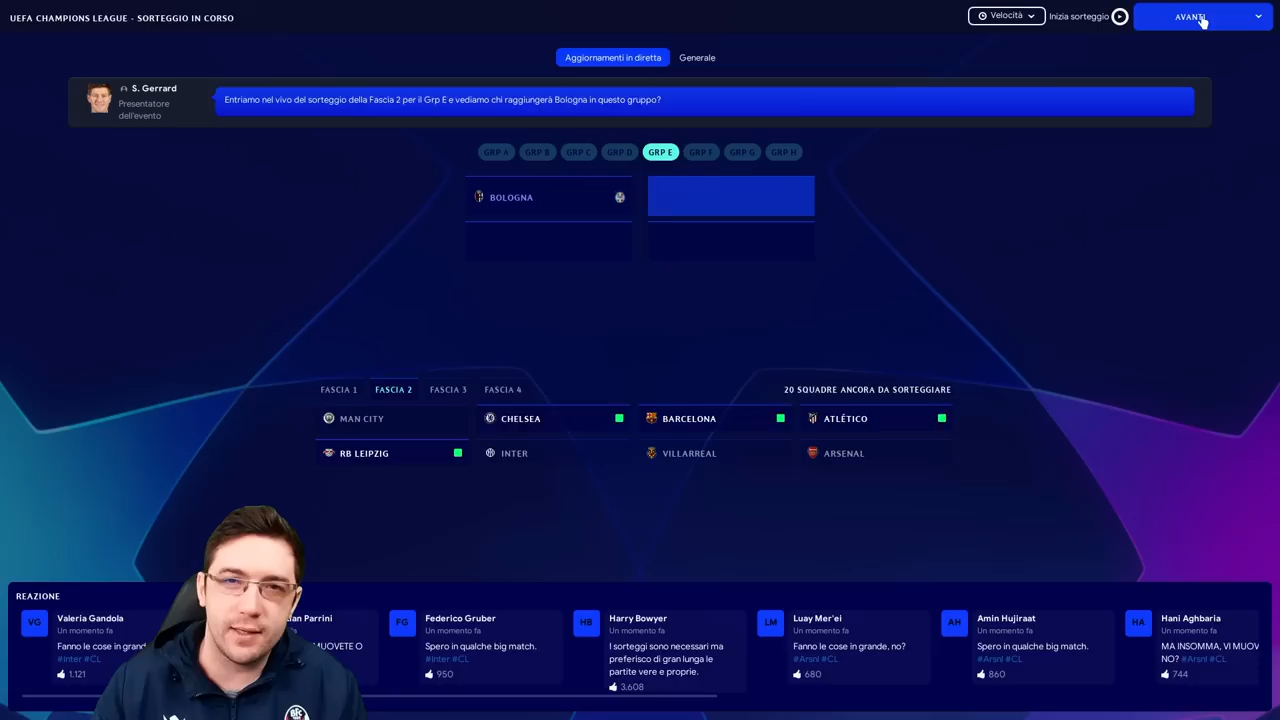 UEFA CHAMPIONS LEAGUE - SORTEGGIO IN CORSO
Velocità
Inizia sorteggio
AVANTI
Aggiornamenti in diretta
Generale
S. Gerrard
Presentatore
dell'evento
Entriamo nel vivo del sorteggio della Fascia 2 per il Grp E e vediamo chi raggiungerà Bologna in questo gruppo?
GRP A GRP B GRP C GRP D GRP E GRP F GRP G GRP H
BOLOGNA
FASCIA 1 FASCIA 2 FASCIA 3 FASCIA 4
20 SQUADRE ANCORA DA SORTEGGIARE
MAN CITY CHELSEA BARCELONA ATLÉTICO
RB LEIPZIG INTER VILLARREAL ARSENAL
REAZIONE
VG
Valeria Gandola
Un momento fa
Fanno le cose in grand
#Inter #CL
1.121
Parrini
MUOVETE O
FG
Federico Gruber
Un momento fa
Spero in qualche big match.
#Inter #CL
950
HB
Harry Bowyer
Un momento fa
I sorteggi sono necessari ma
preferisco di gran lunga le
partite vere e proprie.
3.608
LM
Luay Mer'ei
Un momento fa
Fanno le cose in grande, no?
#Arsnl #CL
680
AH
Amin Hujiraat
Un momento fa
Spero in qualche big match.
#Arsnl #CL
860
HA
Hani Aghbaria
Un momento fa
MA INSOMMA, VI MUOV
NO? #Arsnl #CL
744